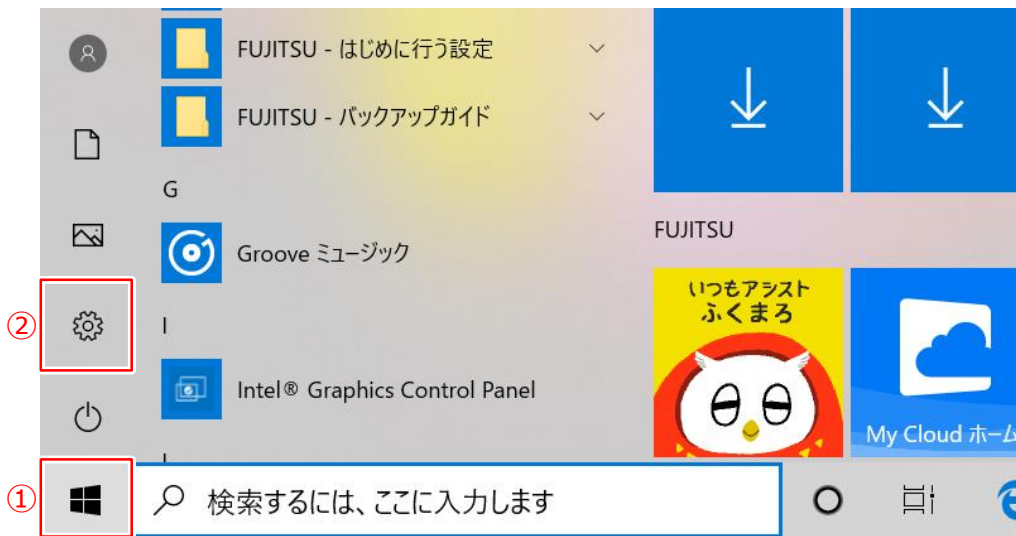 FUJITSU - はじめに行う設定
FUJITSU - バックアップガイド
G
Groove ミュージック
I
Intel® Graphics Control Panel
FUJITSU
いつもアシスト
ふくまろ
My Cloud ホーム
②
①
検索するには、ここに入力します